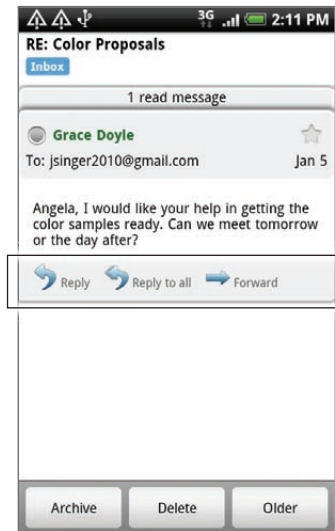 3G 2:11 PM
RE: Color Proposals
Inbox
1 read message
Grace Doyle
To: jsinger2010@gmail.com Jan 5
Angela, I would like your help in getting the
color samples ready. Can we meet tomorrow
or the day after?
Reply Reply to all Forward
Archive Delete Older